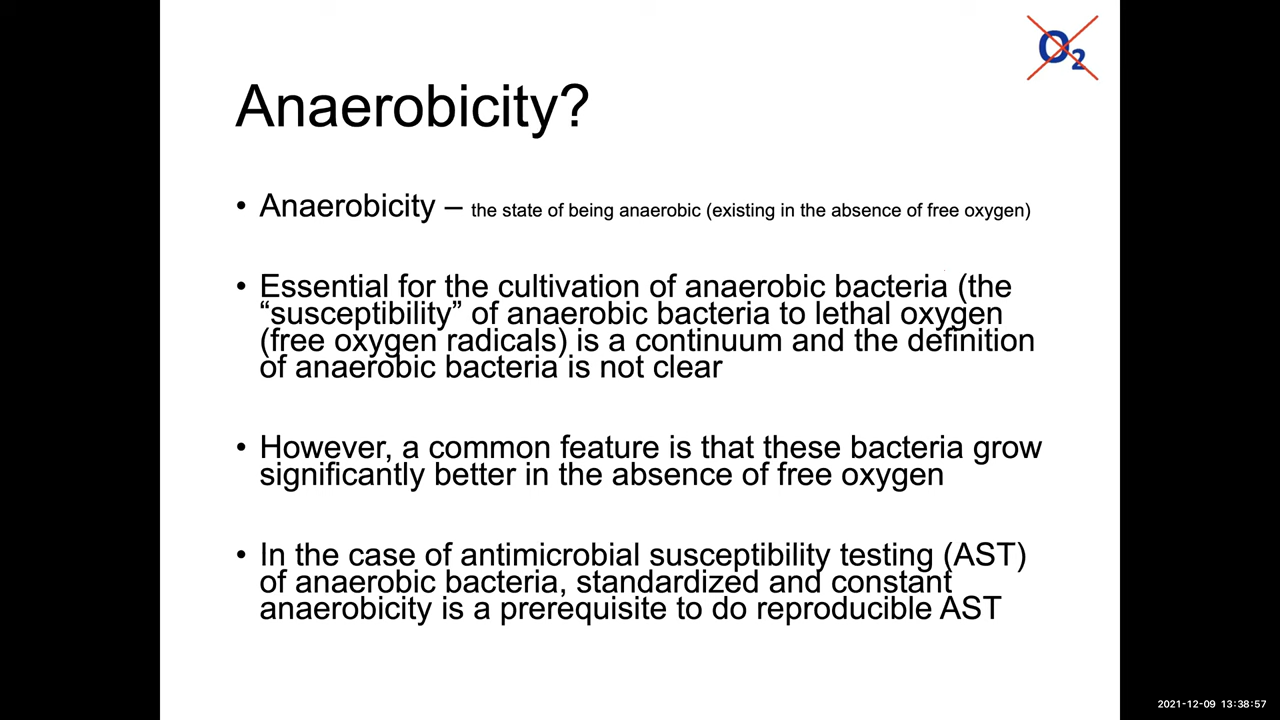 O2
Anaerobicity?
• Anaerobicity – the state of being anaerobic (existing in the absence of free oxygen)
• Essential for the cultivation of anaerobic bacteria (the
“susceptibility” of anaerobic bacteria to lethal oxygen
(free oxygen radicals) is a continuum and the definition
of anaerobic bacteria is not clear
• However, a common feature is that these bacteria grow
significantly better in the absence of free oxygen
• In the case of antimicrobial susceptibility testing (AST)
of anaerobic bacteria, standardized and constant
anaerobicity is a prerequisite to do reproducible AST
2021-12-09 13:38:57